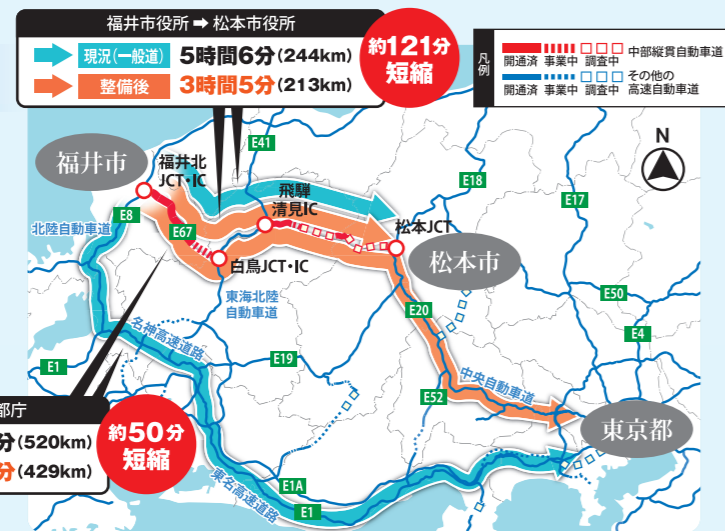 福井市役所➡松本市役所
現況(一般道) 5時間6分(244km)
整備後 3時間5分(213km)
約121分
短縮
凡例
開通済 事業中 調査中 中部縦貫自動車道
開通済 事業中 調査中 その他の
高速自動車道
N
E41
福井市
福井北
JCT・IC
飛騨
清見IC
E18
E17
松本JCT
E8
北陸自動車道
E67
白鳥JCT・IC
松本市
東海北陸
自動車道
E20
E50
E4
名神高速道路
E1
E19
中央自動車道
E52
東京都
都庁
分(520km)
分(429km)
約50分
短縮
E1A
E1
東名高速道路